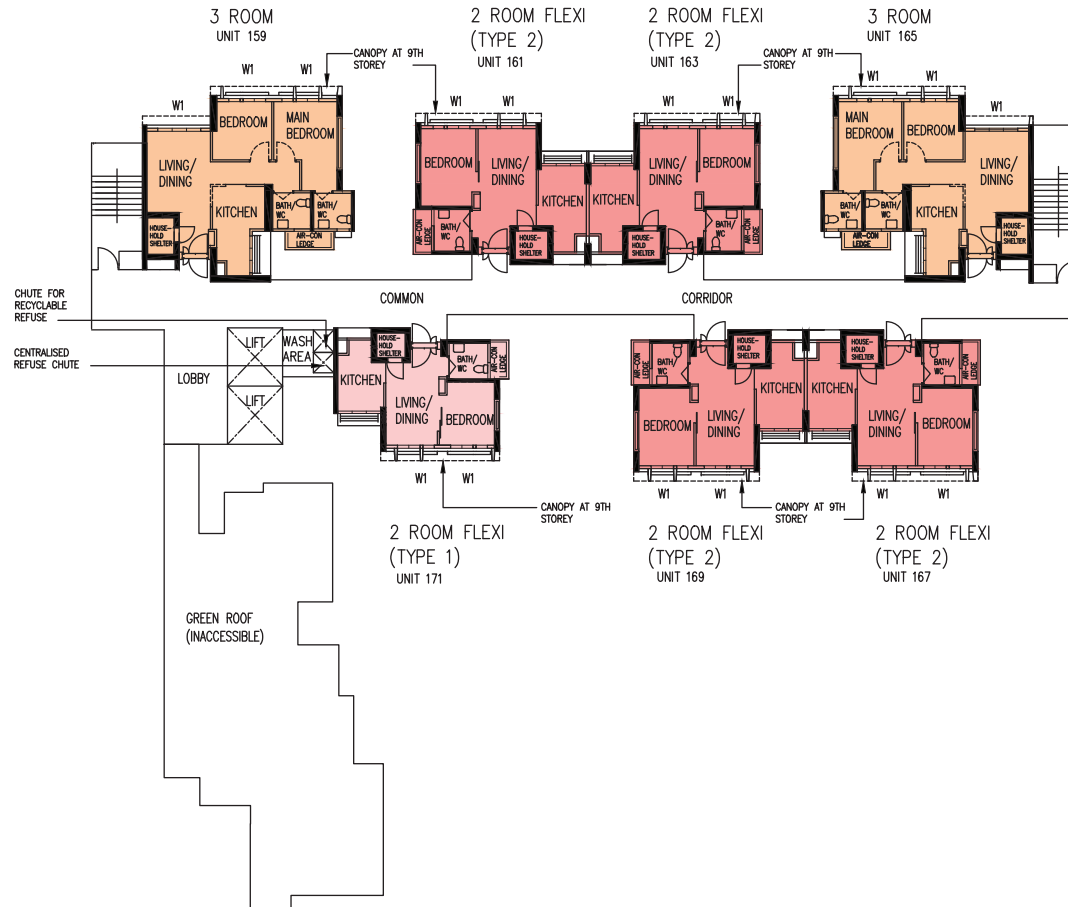 3 ROOM
UNIT 159
2 ROOM FLEXI
(TYPE 2)
UNIT 161
2 ROOM FLEXI
(TYPE 2)
UNIT 163
3 ROOM
UNIT 165
CANOPY AT 9TH
STOREY
CANOPY AT 9TH
STOREY
W1
W1
W1
W1
W1
W1
W1
W1
W1
W1
BEDROOM
MAIN
BEDROOM
LIVING/
DINING
KITCHEN
BATH/
WC
BATH/
WC
AIR-CON
LEDGE
HOUSE-
HOLD
SHELTER
BEDROOM
LIVING/
DINING
KITCHEN
BATH/
WC
AIR-CON
LEDGE
HOUSE-
HOLD
SHELTER
KITCHEN
LIVING/
DINING
BEDROOM
BATH/
WC
AIR-CON
LEDGE
HOUSE-
HOLD
SHELTER
MAIN
BEDROOM
BEDROOM
LIVING/
DINING
KITCHEN
BATH/
WC
BATH/
WC
AIR-CON
LEDGE
HOUSE-
HOLD
SHELTER
COMMON
CORRIDOR
CHUTE FOR
RECYCLABLE
REFUSE
CENTRALISED
REFUSE CHUTE
LOBBY
LIFT
LIFT
WASH
AREA
HOUSE-
HOLD
SHELTER
KITCHEN
LIVING/
DINING
BEDROOM
BATH/
WC
AIR-CON
LEDGE
AIR-CON
LEDGE
BATH/
WC
HOUSE-
HOLD
SHELTER
BEDROOM
LIVING/
DINING
KITCHEN
KITCHEN
HOUSE-
HOLD
SHELTER
LIVING/
DINING
BEDROOM
BATH/
WC
AIR-CON
LEDGE
W1
W1
W1
W1
W1
W1
CANOPY AT 9TH
STOREY
CANOPY AT 9TH
STOREY
2 ROOM FLEXI
(TYPE 1)
UNIT 171
2 ROOM FLEXI
(TYPE 2)
UNIT 169
2 ROOM FLEXI
(TYPE 2)
UNIT 167
GREEN ROOF
(INACCESSIBLE)